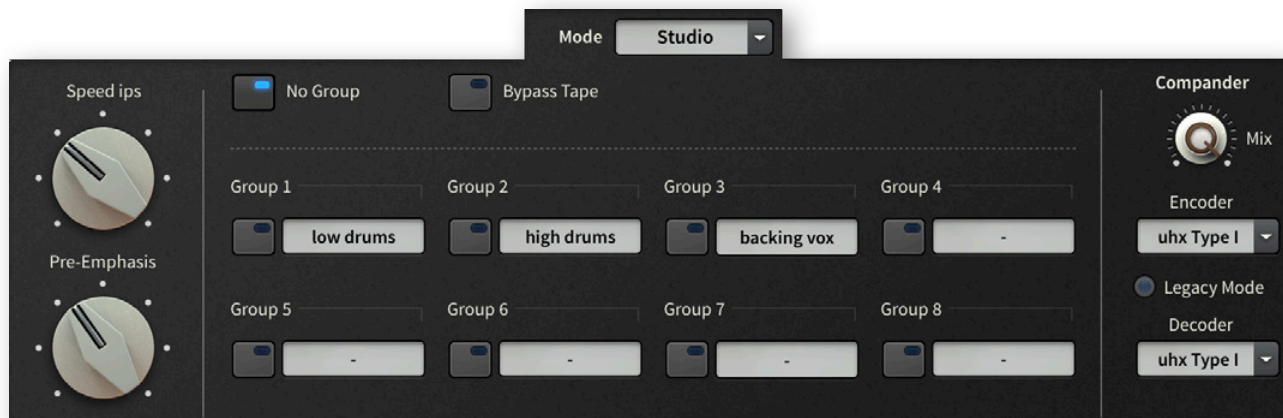 Mode Studio
Speed ips
No Group Bypass Tape
Compander
Mix
Group 1 Group 2 Group 3 Group 4
low drums high drums backing vox -
Encoder
uhx Type I
Pre-Emphasis
Legacy Mode
Group 5 Group 6 Group 7 Group 8
- - - -
Decoder
uhx Type I